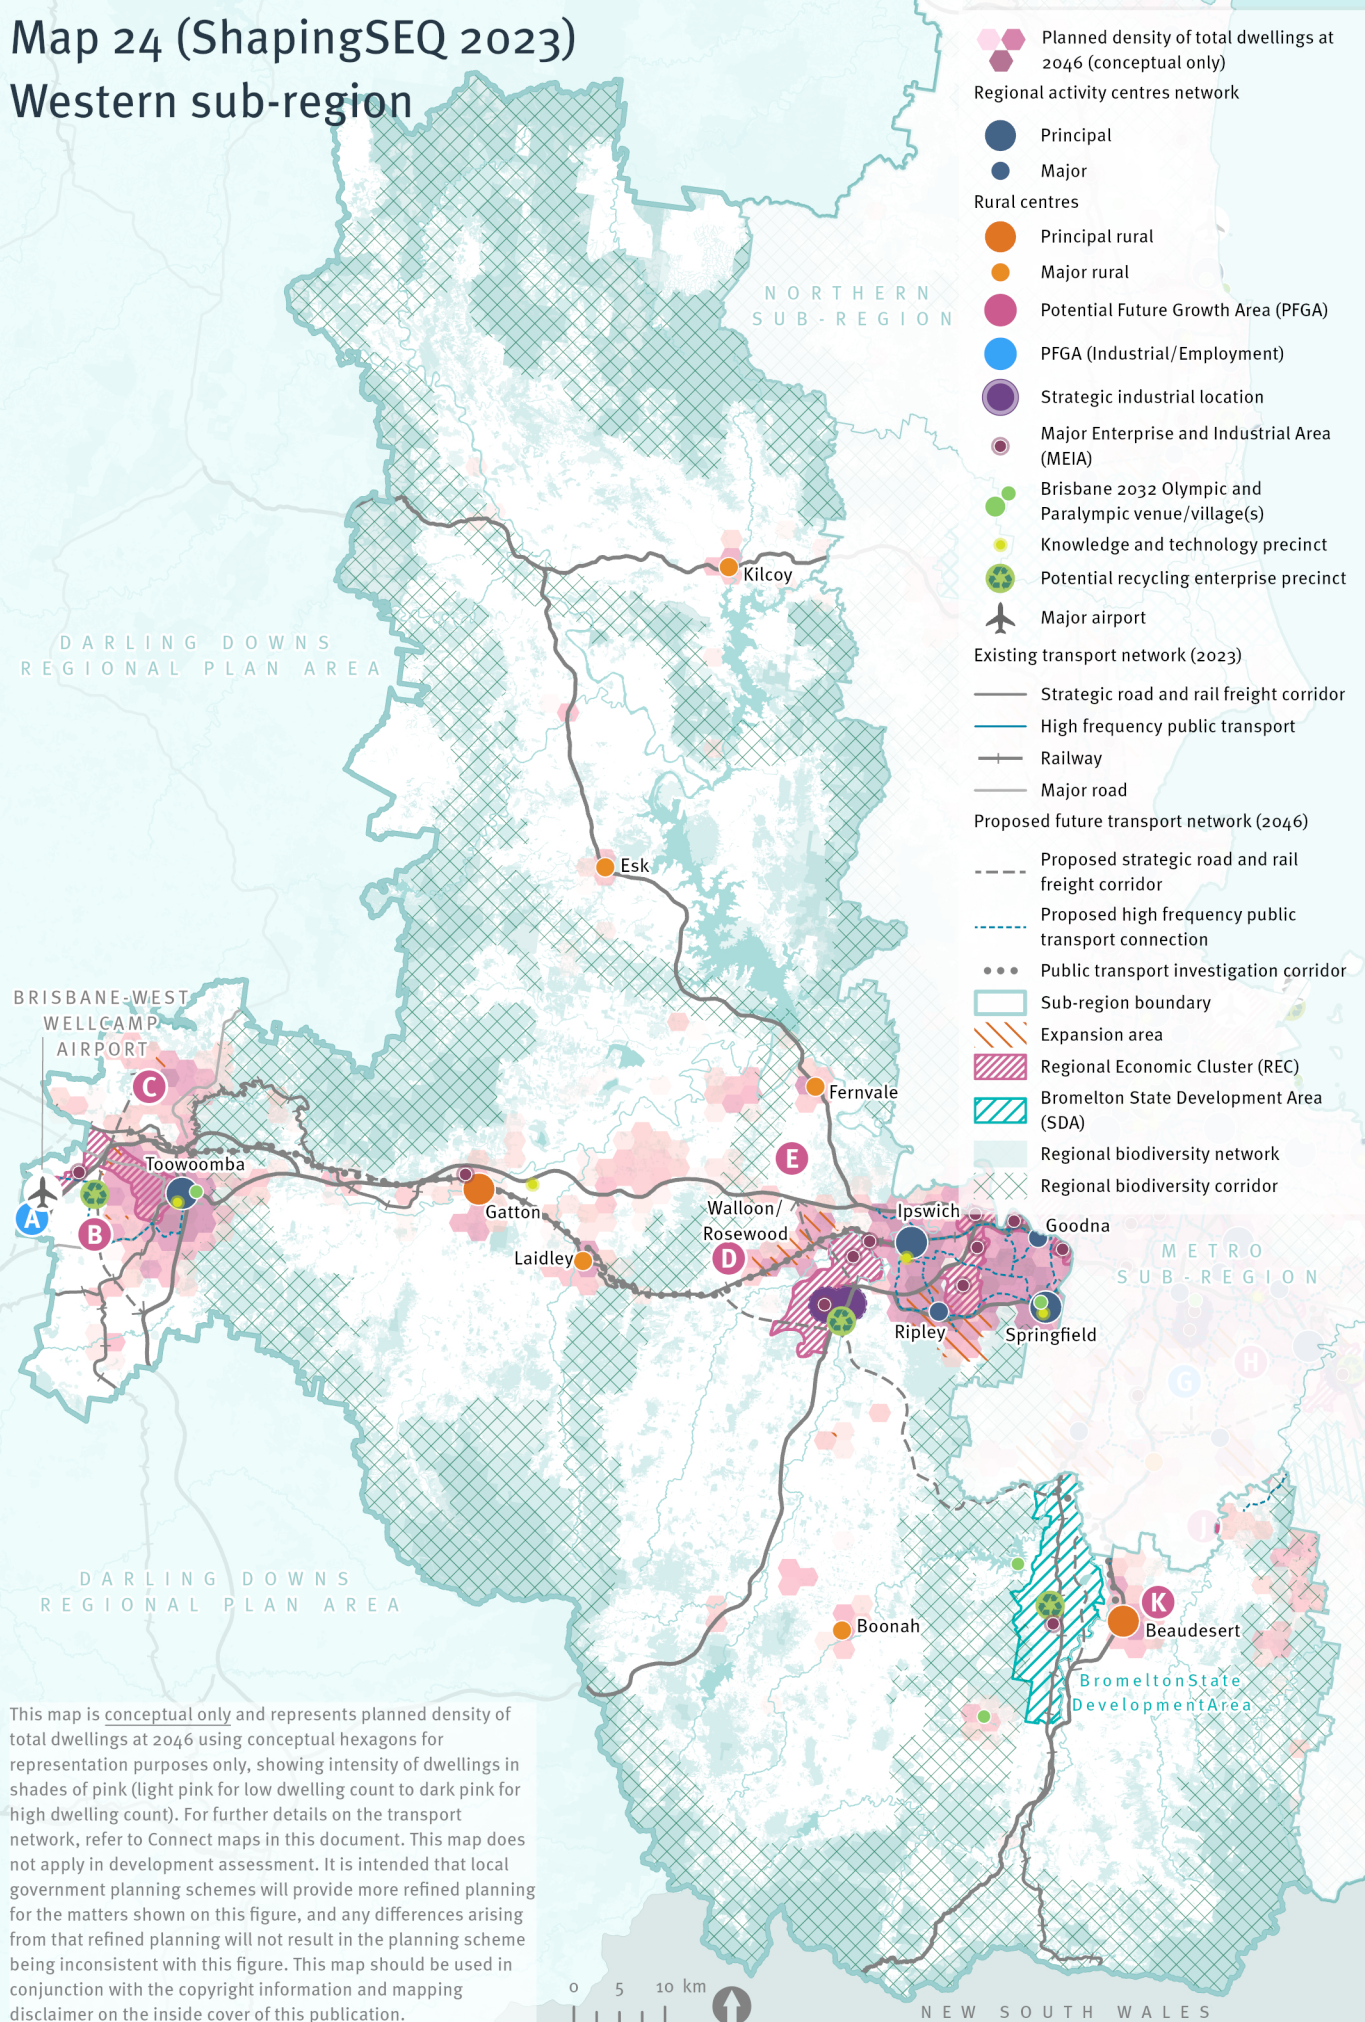 Map 24 (ShapingSEQ 2023)
Western sub-region
Planned density of total dwellings at
2046 (conceptual only)
Regional activity centres network
Principal
Major
Rural centres
Principal rural
Major rural
Potential Future Growth Area (PFGA)
PFGA (Industrial/Employment)
Strategic industrial location
Major Enterprise and Industrial Area
(MEIA)
Brisbane 2032 Olympic and
Paralympic venue/village(s)
Knowledge and technology precinct
Potential recycling enterprise precinct
Major airport
Existing transport network (2023)
Strategic road and rail freight corridor
High frequency public transport
Railway
Major road
Proposed future transport network (2046)
Proposed strategic road and rail
freight corridor
Proposed high frequency public
transport connection
Public transport investigation corridor
Sub-region boundary
Expansion area
Regional Economic Cluster (REC)
Bromelton State Development Area
(SDA)
Regional biodiversity network
Regional biodiversity corridor
NORTHERN
SUB-REGION
Kilcoy
DARLING DOWNS
REGIONAL PLAN AREA
Esk
BRISBANE-WEST
WELLCAMP
AIRPORT
C
Fernvale
E
Toowoomba
A
B
Gatton
Laidley
Walloon/
Rosewood
D
Ipswich
Goodna
Ripley
Springfield
METRO
SUB-REGION
G
H
J
DARLING DOWNS
REGIONAL PLAN AREA
Boonah
K
Beaudesert
BromeltonState
DevelopmentArea
This map is conceptual only and represents planned density of
total dwellings at 2046 using conceptual hexagons for
representation purposes only, showing intensity of dwellings in
shades of pink (light pink for low dwelling count to dark pink for
high dwelling count). For further details on the transport
network, refer to Connect maps in this document. This map does
not apply in development assessment. It is intended that local
government planning schemes will provide more refined planning
for the matters shown on this figure, and any differences arising
from that refined planning will not result in the planning scheme
being inconsistent with this figure. This map should be used in
conjunction with the copyright information and mapping
disclaimer on the inside cover of this publication.
0 5 10 km
NEW SOUTH WALES